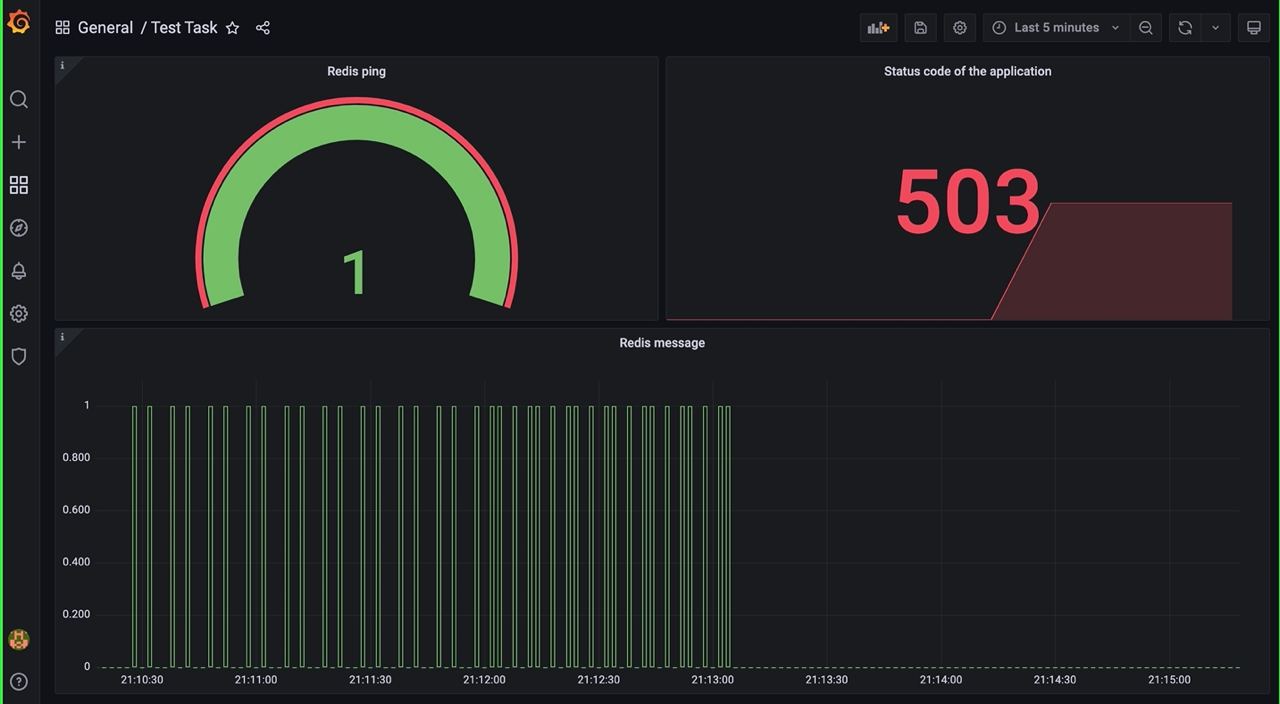 General / Test Task
Last 5 minutes
i
Redis ping
1
Status code of the application
503
i
Redis message
1
0.800
0.600
0.400
0.200
0
21:10:30 21:11:00 21:11:30 21:12:00 21:12:30 21:13:00 21:13:30 21:14:00 21:14:30 21:15:00